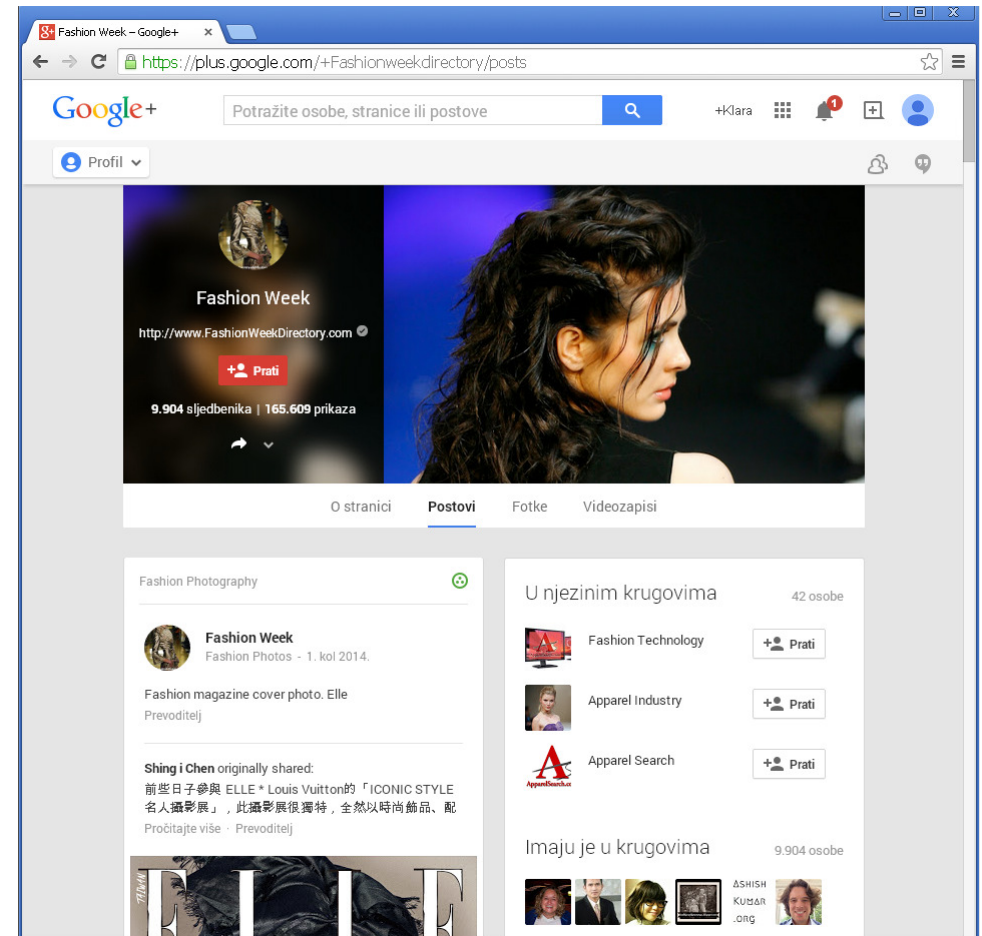 Fashion Week – Google+
https://plus.google.com/+Fashionweekdirectory/posts
Google+
Potražite osobe, stranice ili postove
+Klara
1
Profil
Fashion Week
http://www.FashionWeekDirectory.com
Prati
9.904 sljedbenika | 165.609 prikaza
O stranici Postovi Fotke Videozapisi
Fashion Photography
Fashion Week
Fashion Photos - 1. kol 2014.
Fashion magazine cover photo. Elle
Prevoditelj
Shing i Chen originally shared:
前些日子參與 ELLE * Louis Vuitton的「ICONIC STYLE
名人攝影展」，此攝影展很獨特，全然以時尚飾品、配
Pročitajte više · Prevoditelj
ELLE
TAIWAN
U njezinim krugovima
42 osobe
Fashion Technology
Prati
Apparel Industry
Prati
Apparel Search
Prati
A
ApparelSearch.co
Imaju je u krugovima
9.904 osobe
ASHISH
KUMAR
.ORG